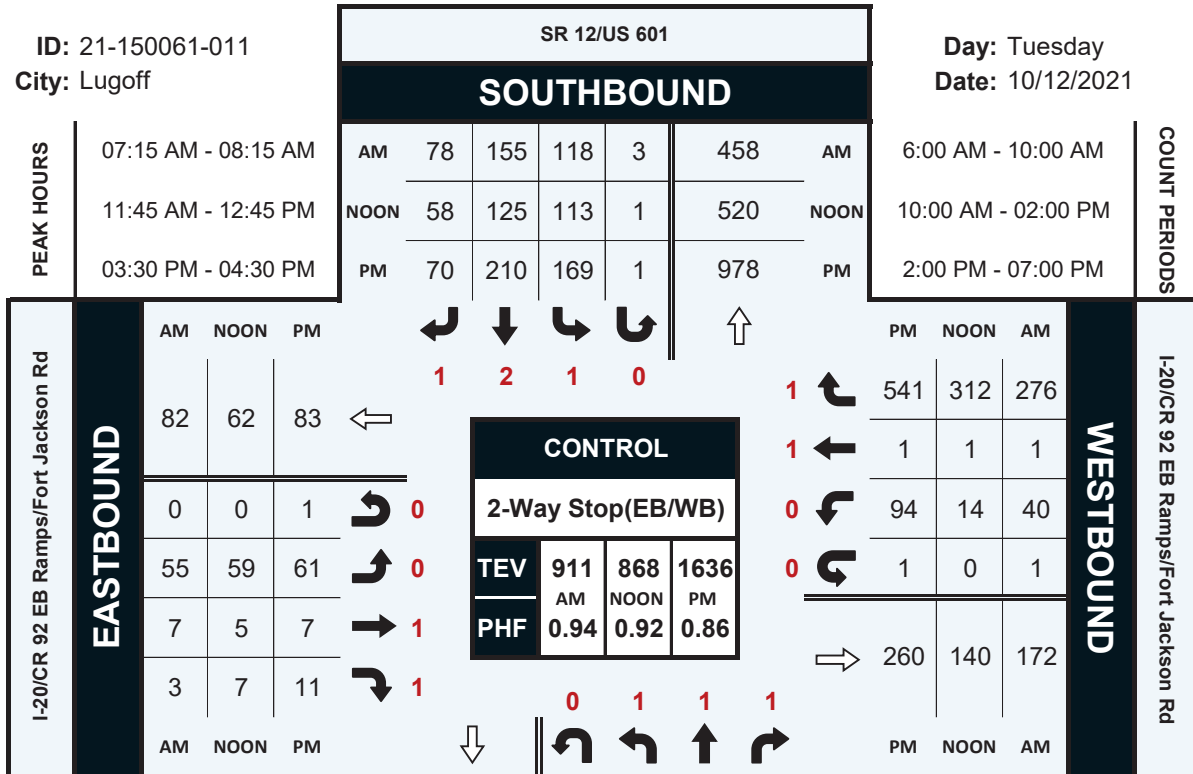 SR 12/US 601
ID: 21-150061-011
Day: Tuesday
City: Lugoff
Date: 10/12/2021
SOUTHBOUND
PEAK HOURS
07:15 AM - 08:15 AM
AM 78 155 118 3 458 AM
6:00 AM - 10:00 AM
COUNT PERIODS
11:45 AM - 12:45 PM
NOON 58 125 113 1 520 NOON
10:00 AM - 02:00 PM
03:30 PM - 04:30 PM
PM 70 210 169 1 978 PM
2:00 PM - 07:00 PM
I-20/CR 92 EB Ramps/Fort Jackson Rd
EASTBOUND
AM NOON PM
82 62 83
0 0 1 0
55 59 61 0
7 5 7 1
3 7 11 1
AM NOON PM
1 2 1 0
CONTROL
2-Way Stop(EB/WB)
TEV 911 868 1636
AM NOON PM
PHF 0.94 0.92 0.86
0 1 1 1
PM NOON AM
1 541 312 276
1 1 1 1
0 94 14 40
0 1 0 1
260 140 172
PM NOON AM
WESTBOUND
I-20/CR 92 EB Ramps/Fort Jackson Rd